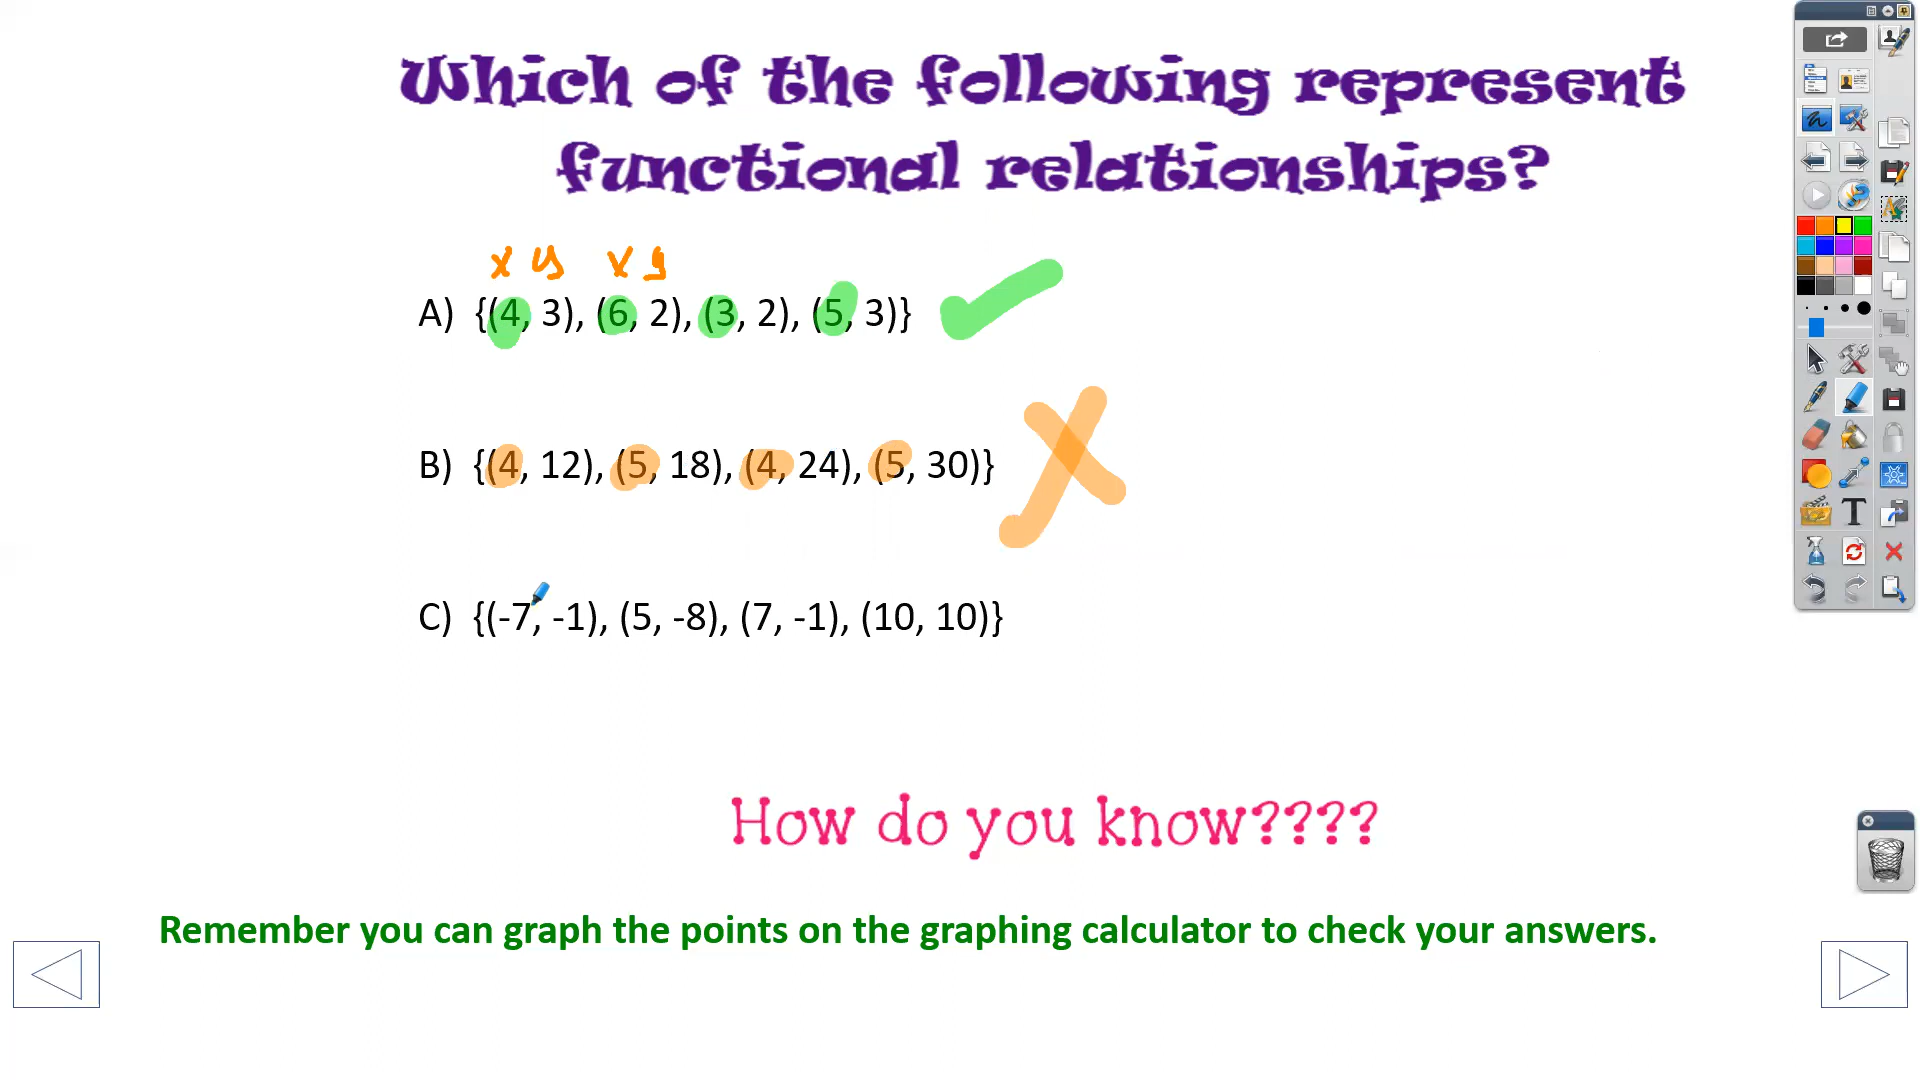 Which of the following represent
functional relationships?
x y x y
A) {(4, 3), (6, 2), (3, 2), (5, 3)}
B) {(4, 12), (5, 18), (4, 24), (5, 30)}
C) {(-7, -1), (5, -8), (7, -1), (10, 10)}
How do you know????
Remember you can graph the points on the graphing calculator to check your answers.